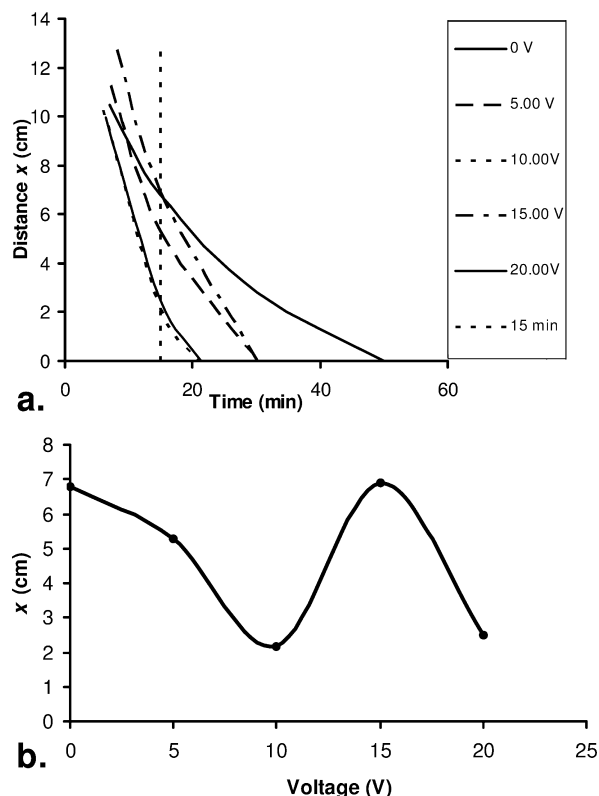 14
12
10
8
6
4
2
0
Distance x (cm)
0 20 40 60
Time (min)
0 V
5.00 V
10.00V
15.00 V
20.00V
15 min
a.
8
7
6
5
4
3
2
1
0
x (cm)
0 5 10 15 20 25
Voltage (V)
b.